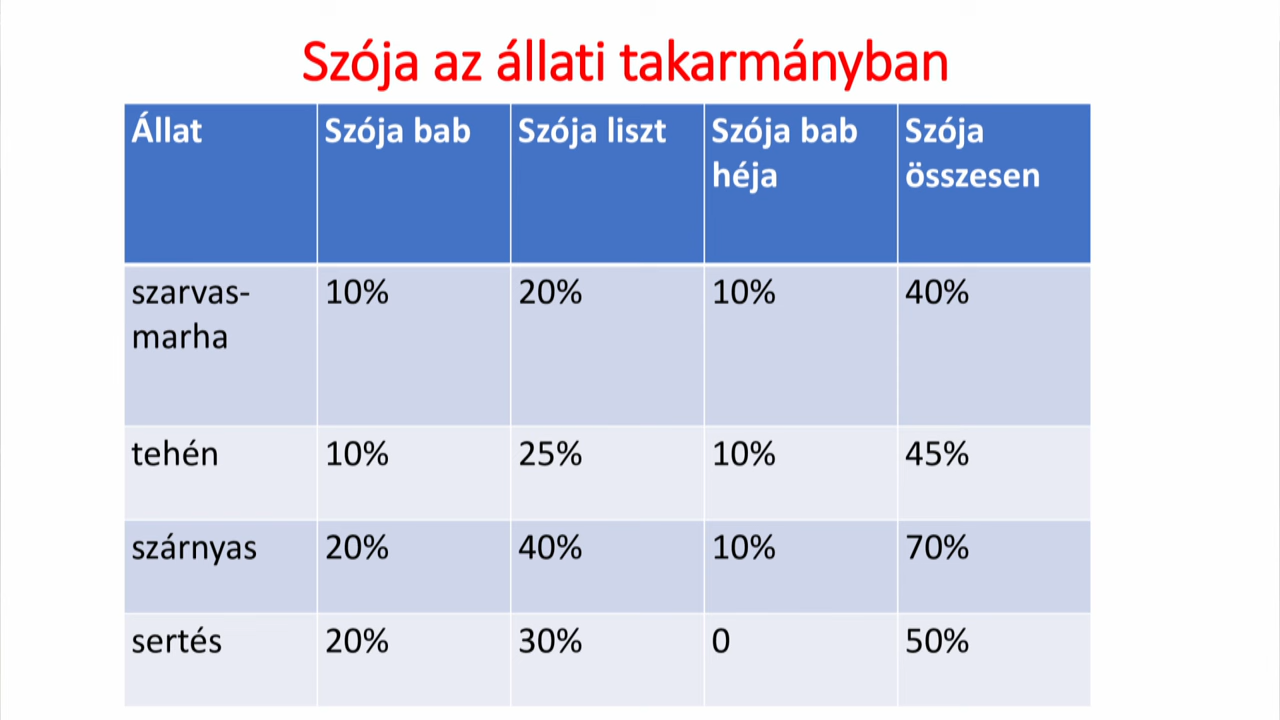 Szója az állati takarmányban
Állat Szója bab Szója liszt Szója bab héja Szója összesen
szarvas-marha 10% 20% 10% 40%
tehén 10% 25% 10% 45%
szárnyas 20% 40% 10% 70%
sertés 20% 30% 0 50%